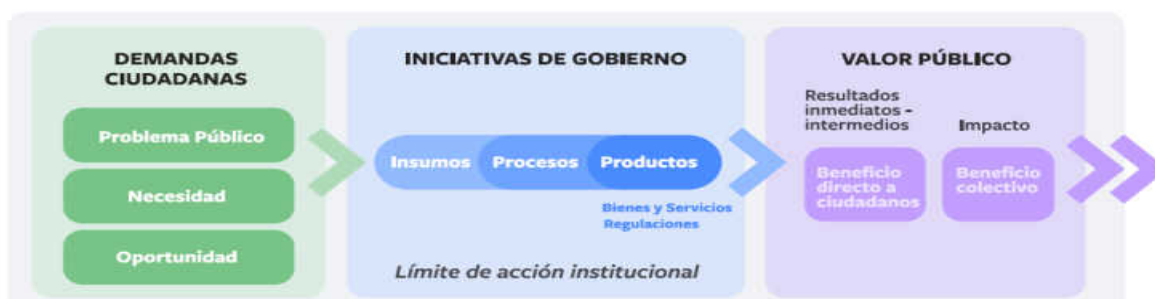 DEMANDAS
CIUDADANAS
Problema Público
Necesidad
Oportunidad
INICIATIVAS DE GOBIERNO
Insumos
Procesos
Productos
Bienes y Servicios
Regulaciones
Límite de acción institucional
VALOR PÚBLICO
Resultados
inmediatos -
intermedios
Beneficio
directo a
ciudadanos
Impacto
Beneficio
colectivo